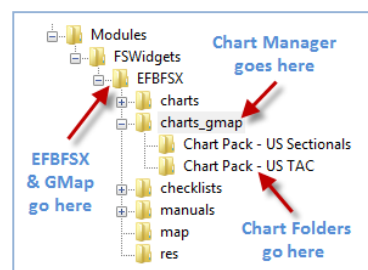 Modules
FSWidgets
EFBFSX
charts
charts_gmap
Chart Pack - US Sectionals
Chart Pack - US TAC
checklists
manuals
map
res
Chart Manager
goes here
EFBFSX
& GMap
go here
Chart Folders
go here